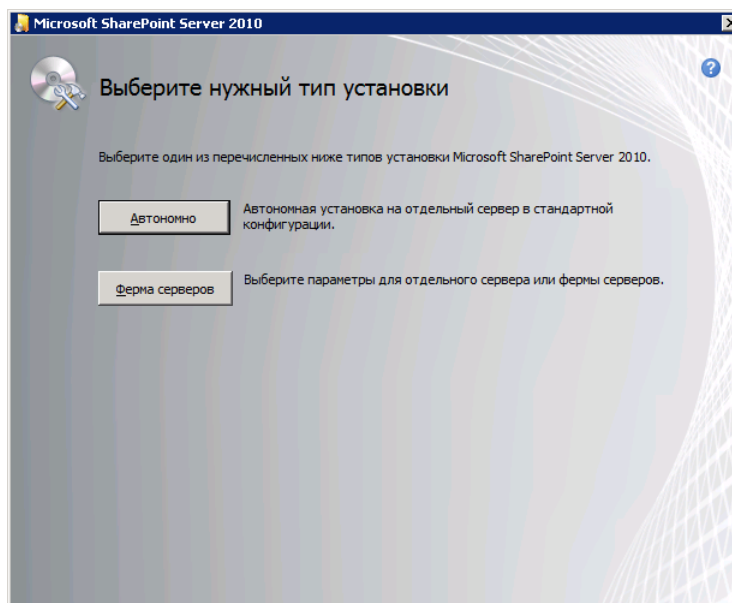 Microsoft SharePoint Server 2010
Выберите нужный тип установки
Выберите один из перечисленных ниже типов установки Microsoft SharePoint Server 2010.
Автономно
Автономная установка на отдельный сервер в стандартной
конфигурации.
Ферма серверов
Выберите параметры для отдельного сервера или фермы серверов.